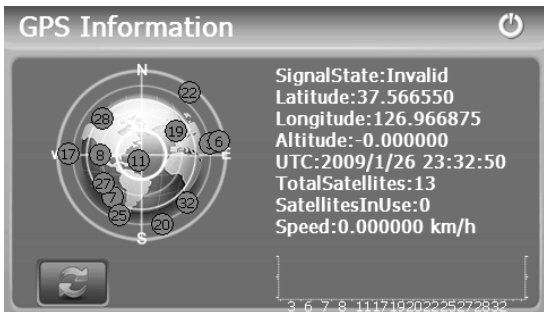 GPS Information
N
22
28
19
6
W 17 8 11 E
27
7
32
25
20
S
SignalState:Invalid
Latitude:37.566550
Longitude:126.966875
Altitude:-0.000000
UTC:2009/1/26 23:32:50
TotalSatellites:13
SatellitesInUse:0
Speed:0.000000 km/h
3 6 7 8 111719202225272832